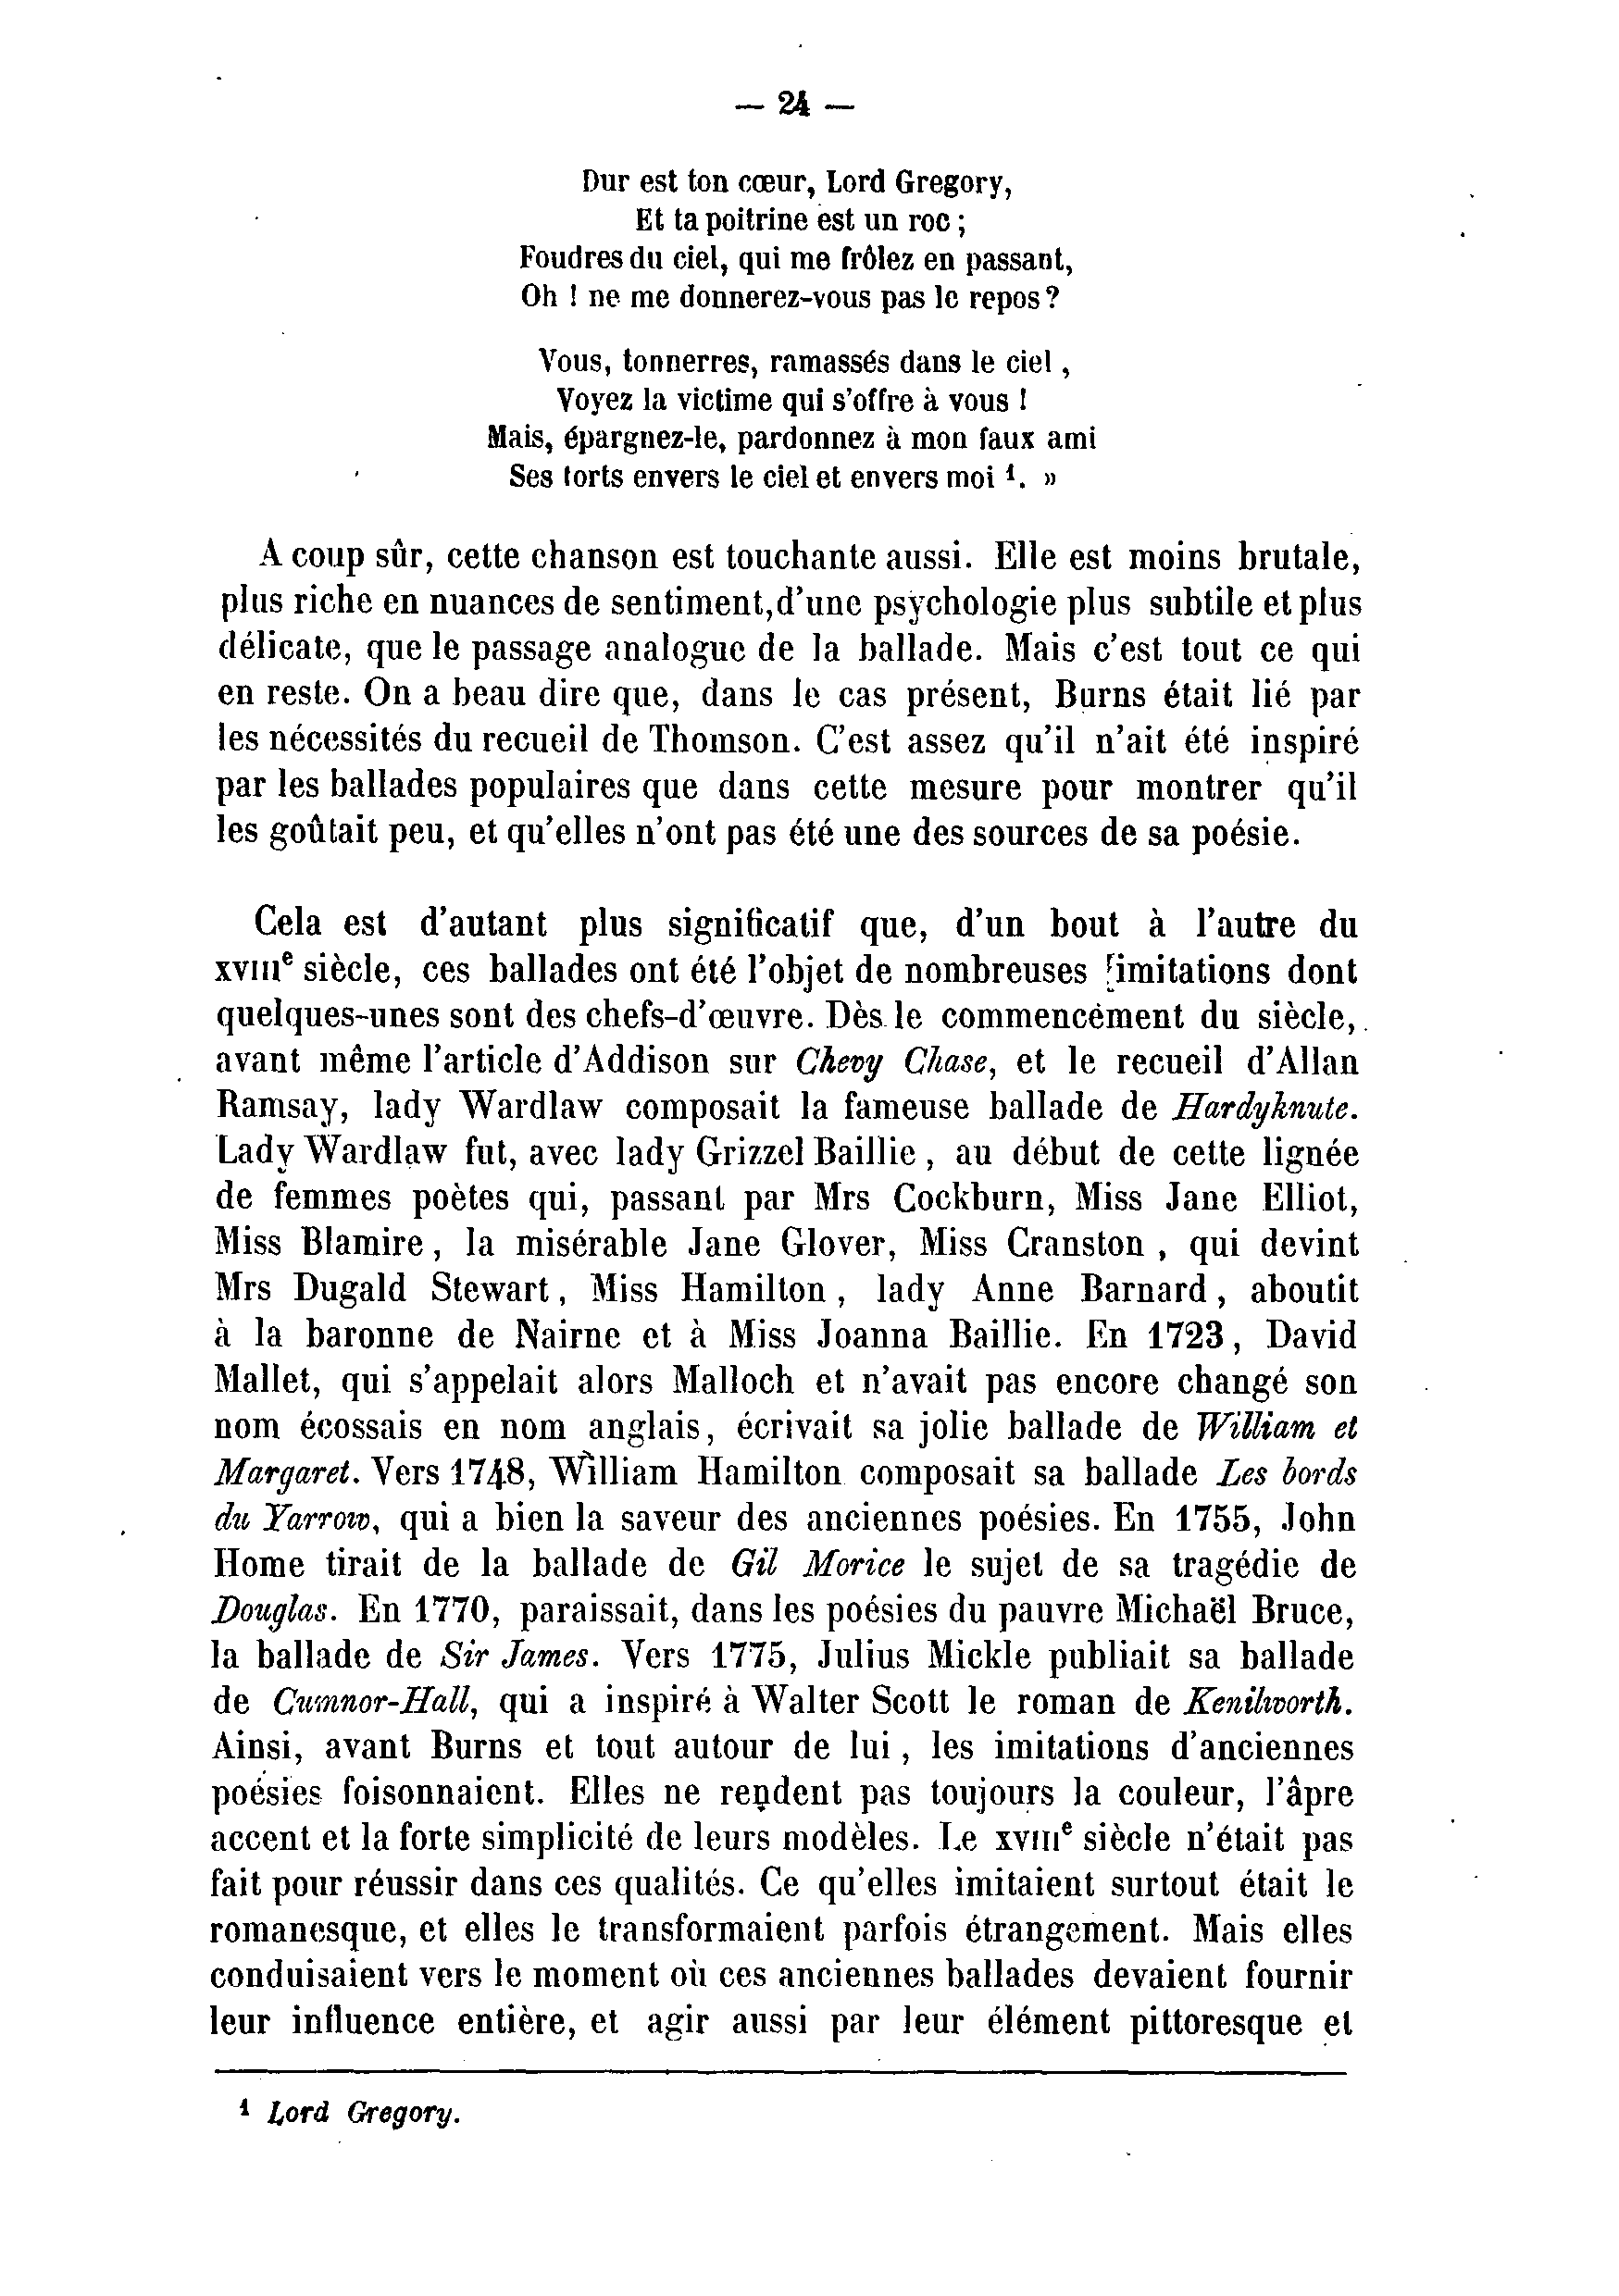 — 24 —
Dur est ton cœur, Lord Gregory,
Et ta poitrine est un roc ;
Foudres du ciel, qui me frôlez en passant,
Oh ! ne me donnerez-vous pas le repos ?
Vous, tonnerres, ramassés dans le ciel ,
Voyez la victime qui s'offre à vous !
Mais, épargnez-le, pardonnez à mon faux ami
Ses torts envers le ciel et envers moi ¹. »
A coup sûr, cette chanson est touchante aussi. Elle est moins brutale,
plus riche en nuances de sentiment, d'une psychologie plus subtile et plus
délicate, que le passage analogue de la ballade. Mais c'est tout ce qui
en reste. On a beau dire que, dans le cas présent, Burns était lié par
les nécessités du recueil de Thomson. C'est assez qu'il n'ait été inspiré
par les ballades populaires que dans cette mesure pour montrer qu'il
les goûtait peu, et qu'elles n'ont pas été une des sources de sa poésie.
Cela est d'autant plus significatif que, d'un bout à l'autre du
XVIIIᵉ siècle, ces ballades ont été l'objet de nombreuses imitations dont
quelques-unes sont des chefs-d'œuvre. Dès le commencement du siècle,
avant même l'article d'Addison sur Chevy Chase, et le recueil d'Allan
Ramsay, lady Wardlaw composait la fameuse ballade de Hardyknute.
Lady Wardlaw fut, avec lady Grizzel Baillie , au début de cette lignée
de femmes poètes qui, passant par Mrs Cockburn, Miss Jane Elliot,
Miss Blamire , la misérable Jane Glover, Miss Cranston , qui devint
Mrs Dugald Stewart , Miss Hamilton , lady Anne Barnard , aboutit
à la baronne de Nairne et à Miss Joanna Baillie. En 1723 , David
Mallet, qui s'appelait alors Malloch et n'avait pas encore changé son
nom écossais en nom anglais, écrivait sa jolie ballade de William et
Margaret. Vers 1748, William Hamilton composait sa ballade Les bords
du Yarrow, qui a bien la saveur des anciennes poésies. En 1755, John
Home tirait de la ballade de Gil Morice le sujet de sa tragédie de
Douglas. En 1770, paraissait, dans les poésies du pauvre Michaël Bruce,
la ballade de Sir James. Vers 1775, Julius Mickle publiait sa ballade
de Cumnor-Hall, qui a inspiré à Walter Scott le roman de Kenilworth.
Ainsi, avant Burns et tout autour de lui , les imitations d'anciennes
poésies foisonnaient. Elles ne rendent pas toujours la couleur, l'âpre
accent et la forte simplicité de leurs modèles. Le XVIIIᵉ siècle n'était pas
fait pour réussir dans ces qualités. Ce qu'elles imitaient surtout était le
romanesque, et elles le transformaient parfois étrangement. Mais elles
conduisaient vers le moment où ces anciennes ballades devaient fournir
leur influence entière, et agir aussi par leur élément pittoresque et
¹ Lord Gregory.